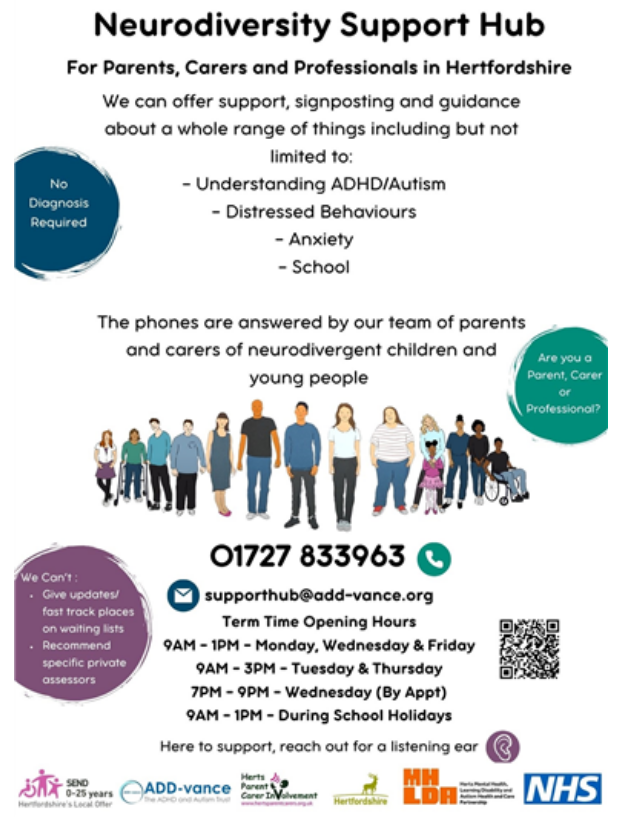 Neurodiversity Support Hub
For Parents, Carers and Professionals in Hertfordshire
We can offer support, signposting and guidance
about a whole range of things including but not
limited to:
- Understanding ADHD/Autism
- Distressed Behaviours
- Anxiety
- School
No
Diagnosis
Required
The phones are answered by our team of parents
and carers of neurodivergent children and
young people
Are you a
Parent, Carer
or
Professional?
01727 833963
supporthub@add-vance.org
Term Time Opening Hours
9AM - 1PM - Monday, Wednesday & Friday
9AM - 3PM - Tuesday & Thursday
7PM - 9PM - Wednesday (By Appt)
9AM - 1PM - During School Holidays
We Can't :
• Give updates/
fast track places
on waiting lists
• Recommend
specific private
assessors
Here to support, reach out for a listening ear
SEND
0-25 years
Hertfordshire's Local Offer
ADD-vance
The ADHD and Autism Trust
Herts
Parent
Carer Involvement
www.hertsparentcarers.org.uk
Hertfordshire
MH
LDA
Herts Mental Health,
Learning Disability and
Autism Health and Care
Partnership
NHS